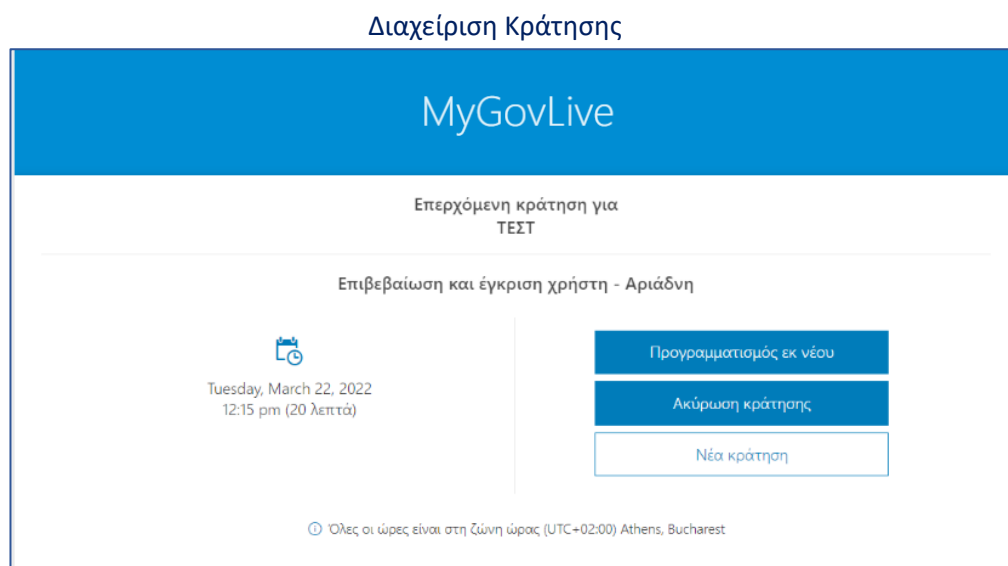 Διαχείριση Κράτησης
MyGovLive
Επερχόμενη κράτηση για
ΤΕΣΤ
Επιβεβαίωση και έγκριση χρήστη - Αριάδνη
Tuesday, March 22, 2022
12:15 pm (20 λεπτά)
Προγραμματισμός εκ νέου
Ακύρωση κράτησης
Νέα κράτηση
Όλες οι ώρες είναι στη ζώνη ώρας (UTC+02:00) Athens, Bucharest